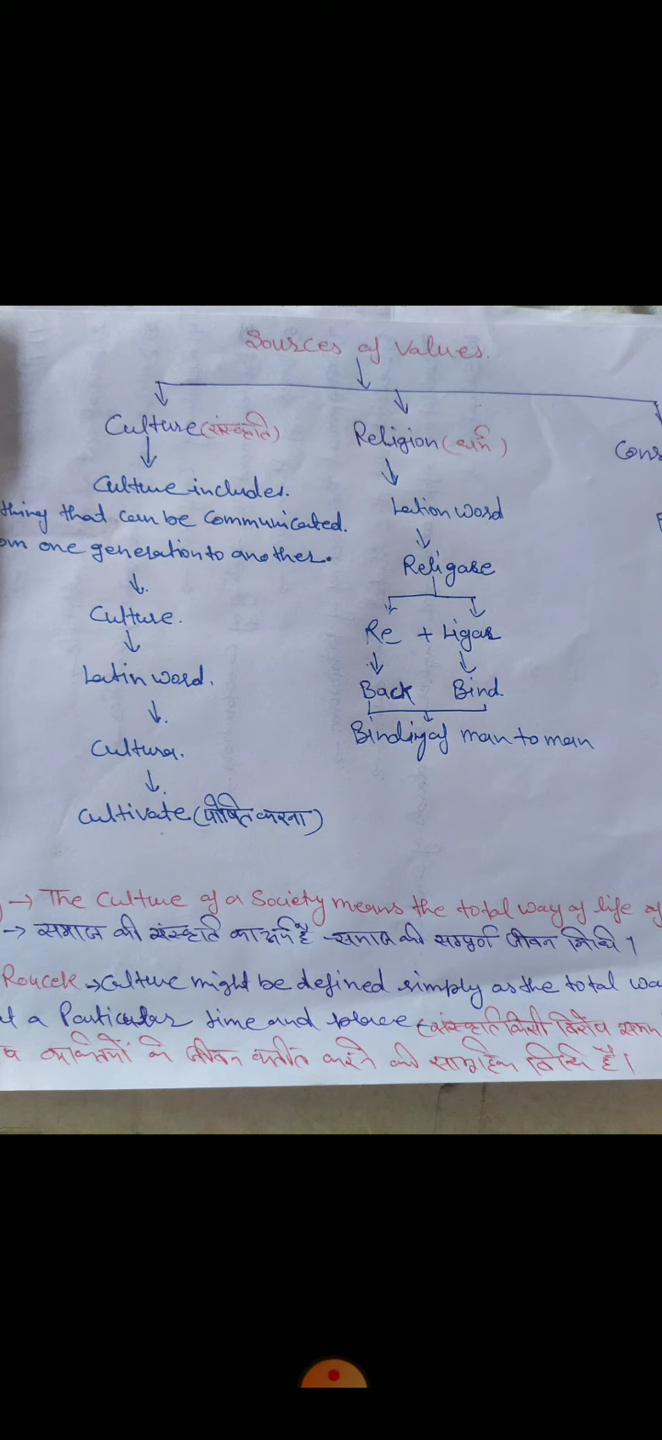 Sources of Values.
Culture (संस्कृति)
Culture includes.
thing that can be communicated.
om one generation to another.
Culture.
Latin word.
Cultura.
Cultivate (पोषित करना)
Religion (धर्म)
Lation word
Religare
Re + Ligar
Back Bind
Binding of man to man
Cons
→ The Culture of a Society means the total way of life of
→ समाज की संस्कृति का अर्थ है - समाज की सम्पूर्ण जीवन विधि।
Roucek → Culture might be defined simply as the total wa
at a Particular time and place (संस्कृति किसी विशेष समय
व्यक्तियों के जीवन व्यतीत करने की सामूहिक विधि है।